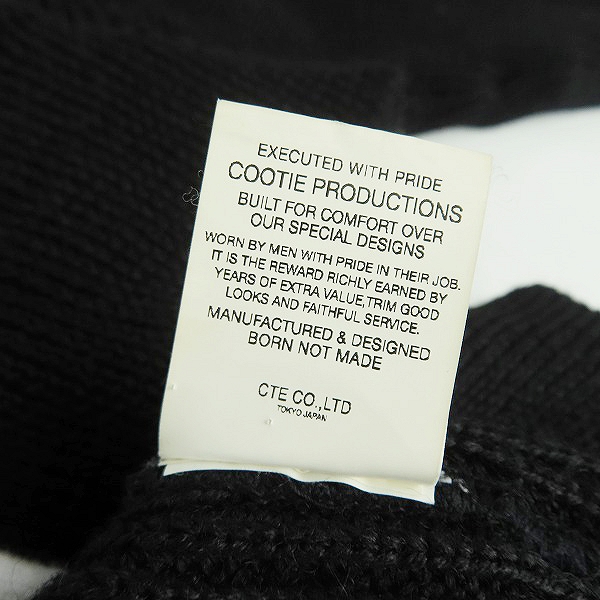 EXECUTED WITH PRIDE
COOTIE PRODUCTIONS
BUILT FOR COMFORT OVER
OUR SPECIAL DESIGNS
WORN BY MEN WITH PRIDE IN THEIR JOB.
IT IS THE REWARD RICHLY EARNED BY
YEARS OF EXTRA VALUE, TRIM GOOD
LOOKS AND FAITHFUL SERVICE.
MANUFACTURED & DESIGNED
BORN NOT MADE
CTE CO.,LTD
TOKYO JAPAN